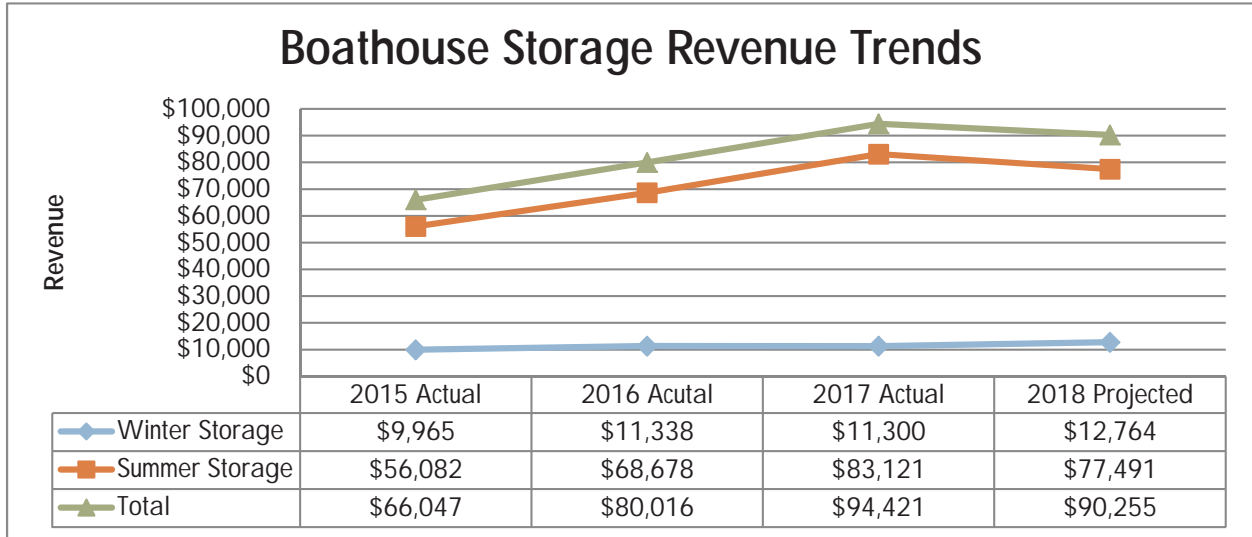 Boathouse Storage Revenue Trends
Revenue
$100,000
$90,000
$80,000
$70,000
$60,000
$50,000
$40,000
$30,000
$20,000
$10,000
$0
2015 Actual 2016 Acutal 2017 Actual 2018 Projected
Winter Storage $9,965 $11,338 $11,300 $12,764
Summer Storage $56,082 $68,678 $83,121 $77,491
Total $66,047 $80,016 $94,421 $90,255